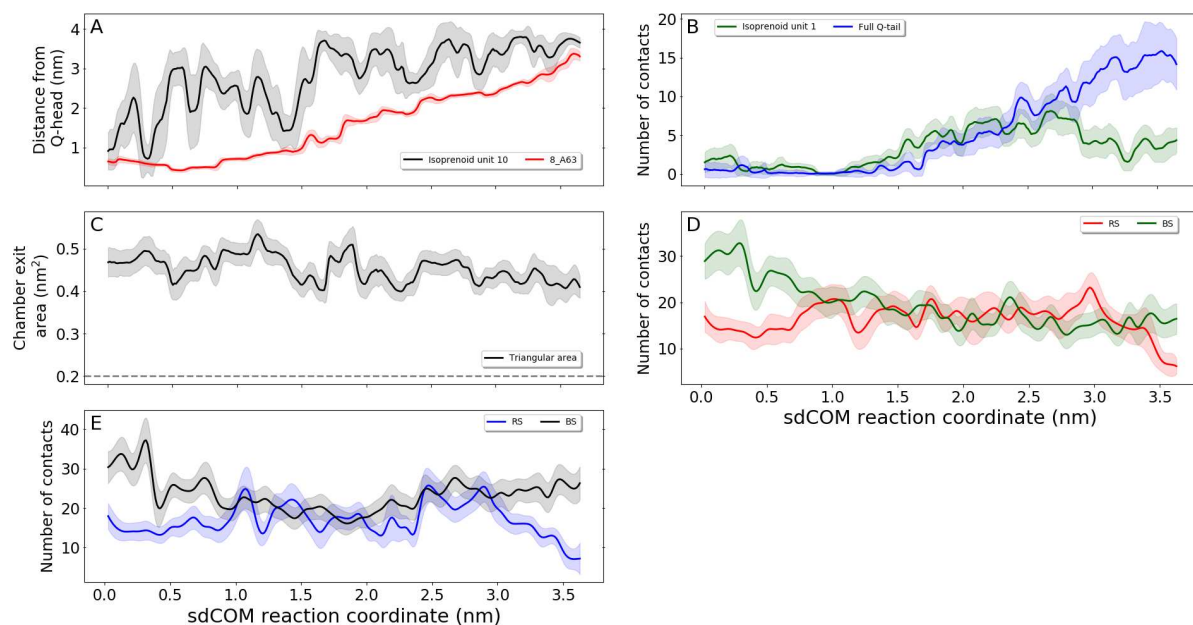 A
Distance from
Q-head (nm)
4
3
2
1
Isoprenoid unit 10
8_A63
B
Number of contacts
20
15
10
5
0
Isoprenoid unit 1
Full Q-tail
C
Chamber exit
area (nm²)
0.5
0.4
0.3
0.2
Triangular area
D
Number of contacts
30
20
10
RS
BS
0.0 0.5 1.0 1.5 2.0 2.5 3.0 3.5
sdCOM reaction coordinate (nm)
E
Number of contacts
40
30
20
10
RS
BS
0.0 0.5 1.0 1.5 2.0 2.5 3.0 3.5
sdCOM reaction coordinate (nm)